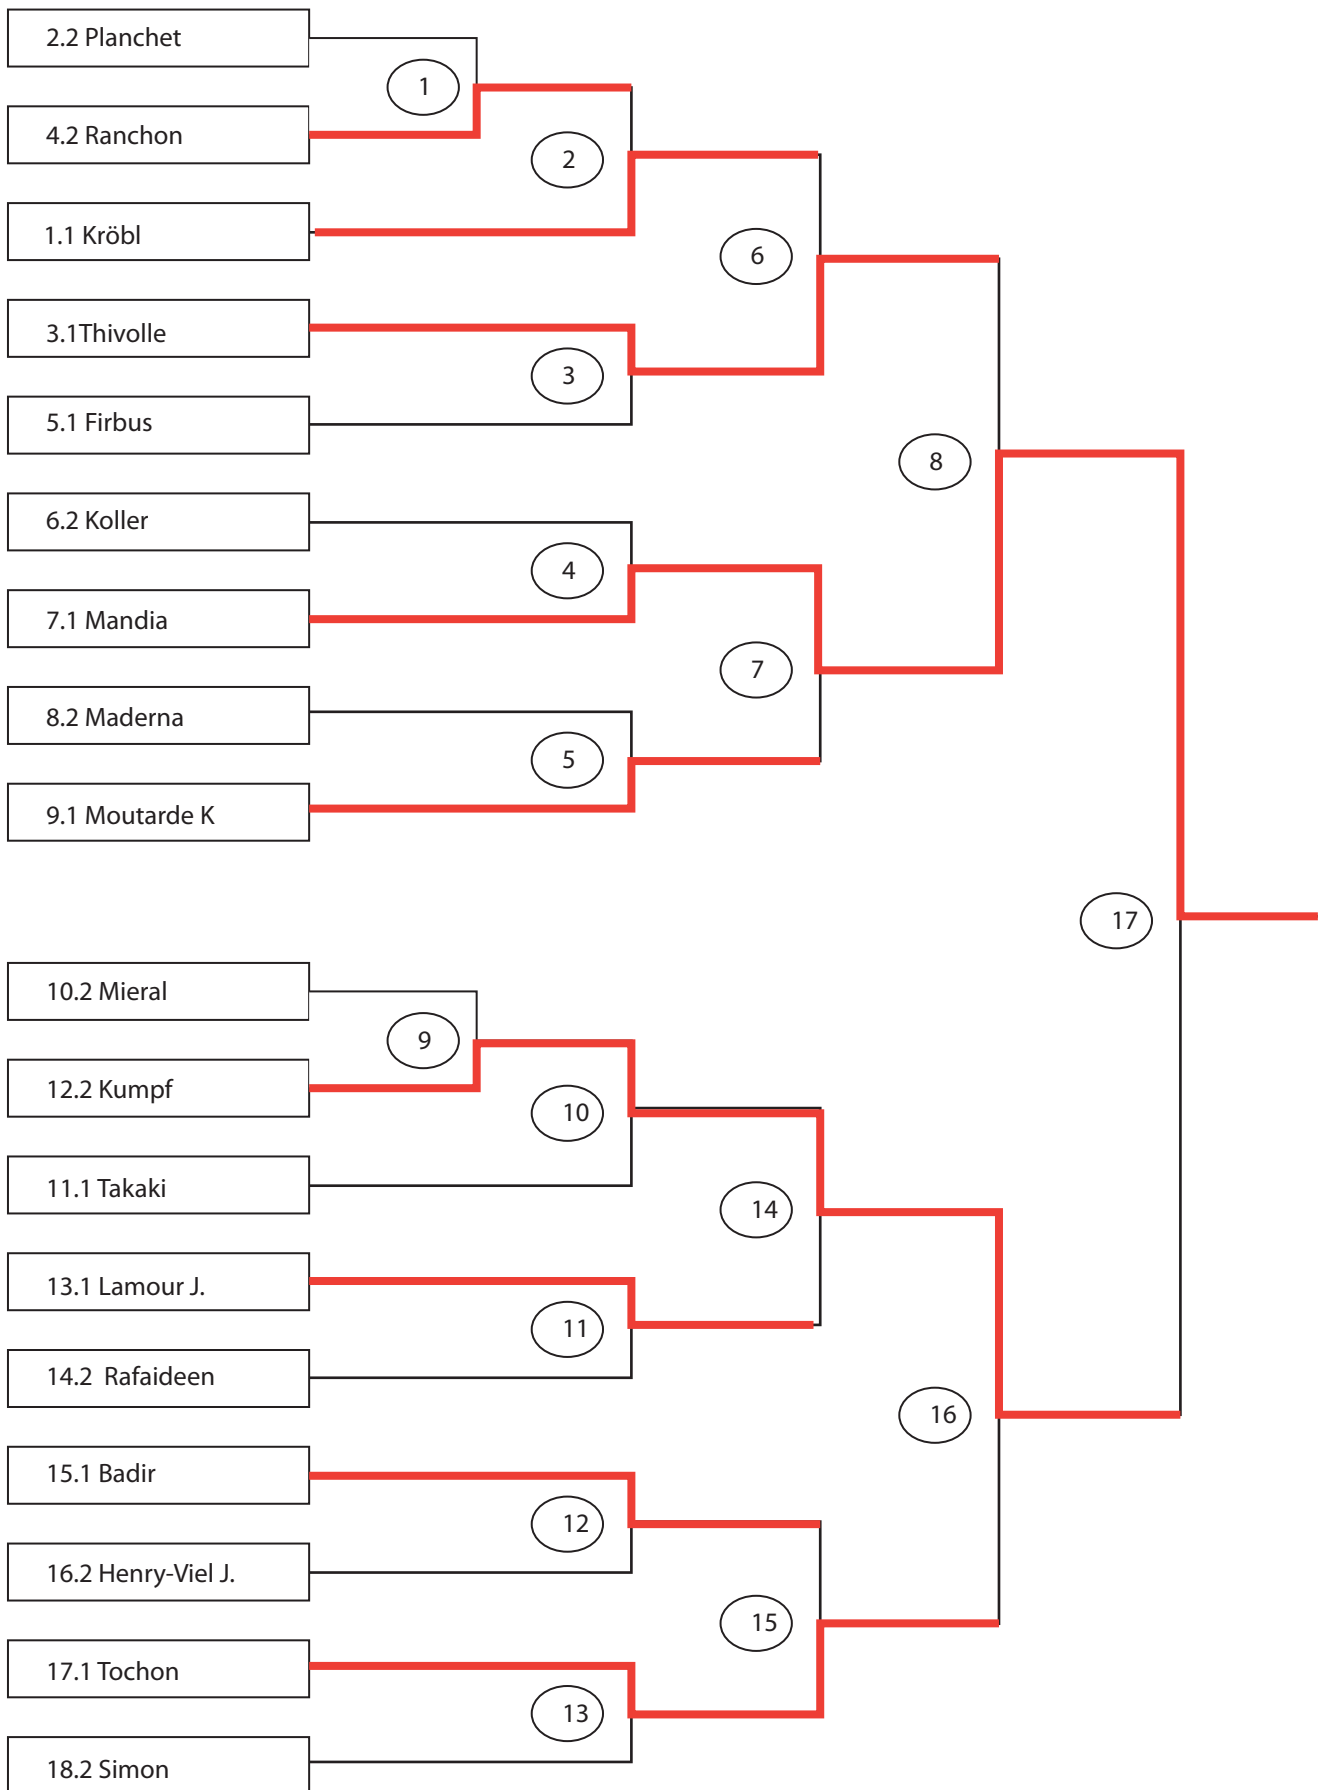 2.2 Planchet
1
4.2 Ranchon
2
1.1 Kröbl
6
3.1Thivolle
3
5.1 Firbus
8
6.2 Koller
4
7.1 Mandia
7
8.2 Maderna
5
9.1 Moutarde K
17
10.2 Mieral
9
12.2 Kumpf
10
11.1 Takaki
14
13.1 Lamour J.
11
14.2  Rafaideen
16
15.1 Badir
12
16.2 Henry-Viel J.
15
17.1 Tochon
13
18.2 Simon